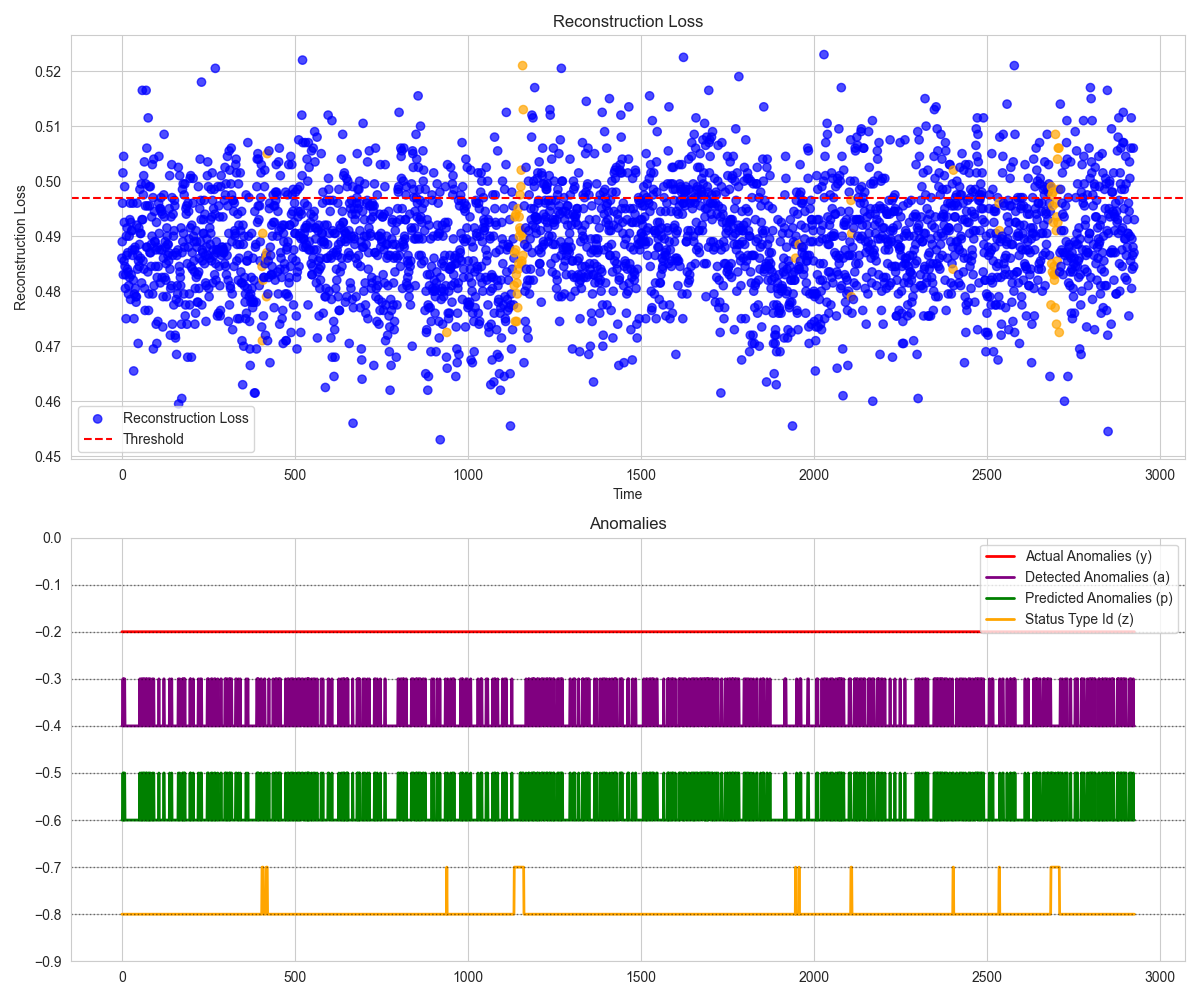 Reconstruction Loss
Reconstruction Loss
0.52
0.51
0.50
0.49
0.48
0.47
0.46
0.45
Reconstruction Loss
Threshold
0 500 1000 1500 2000 2500 3000
Time
Anomalies
0.0
−0.1
−0.2
−0.3
−0.4
−0.5
−0.6
−0.7
−0.8
−0.9
Actual Anomalies (y)
Detected Anomalies (a)
Predicted Anomalies (p)
Status Type Id (z)
0 500 1000 1500 2000 2500 3000